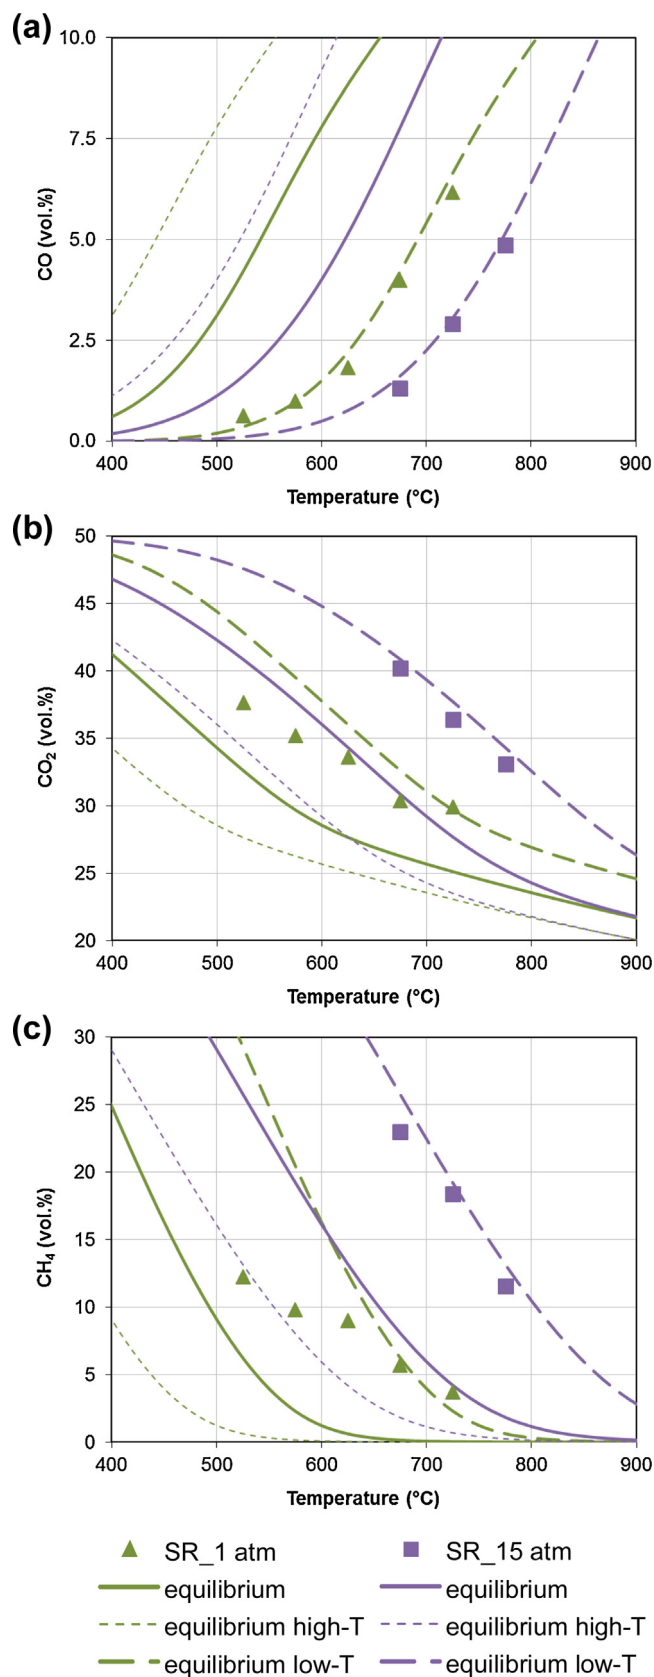 (a)
10.0
7.5
5.0
2.5
0.0
CO (vol.%)
400 500 600 700 800 900
Temperature (°C)
(b)
50
45
40
35
30
25
20
CO₂ (vol.%)
400 500 600 700 800 900
Temperature (°C)
(c)
30
25
20
15
10
5
0
CH₄ (vol.%)
400 500 600 700 800 900
Temperature (°C)
SR_1 atm SR_15 atm
equilibrium equilibrium
equilibrium high-T equilibrium high-T
equilibrium low-T equilibrium low-T